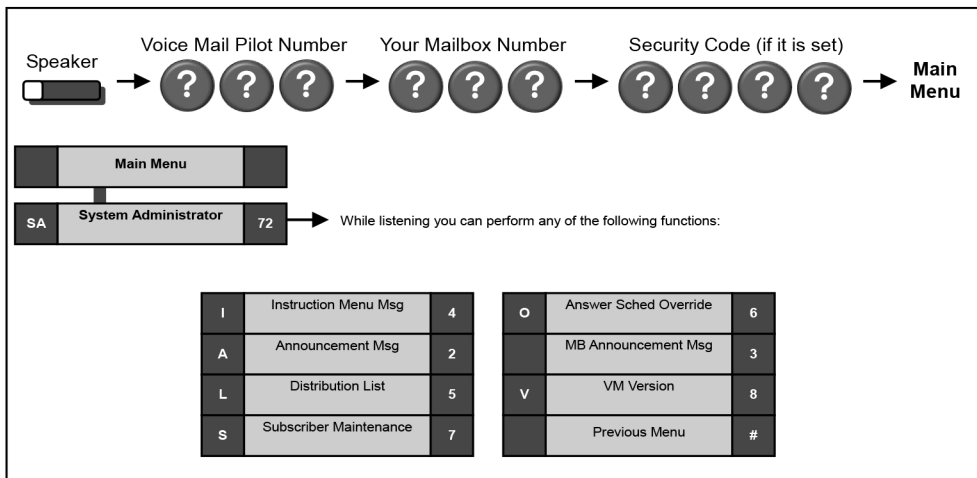 Speaker
Voice Mail Pilot Number
Your Mailbox Number
Security Code (if it is set)
? ? ?
? ? ?
? ? ? ?
Main
Menu
Main Menu
SA System Administrator 72
While listening you can perform any of the following functions:
I Instruction Menu Msg 4
O Answer Sched Override 6
A Announcement Msg 2
MB Announcement Msg 3
L Distribution List 5
V VM Version 8
S Subscriber Maintenance 7
Previous Menu #